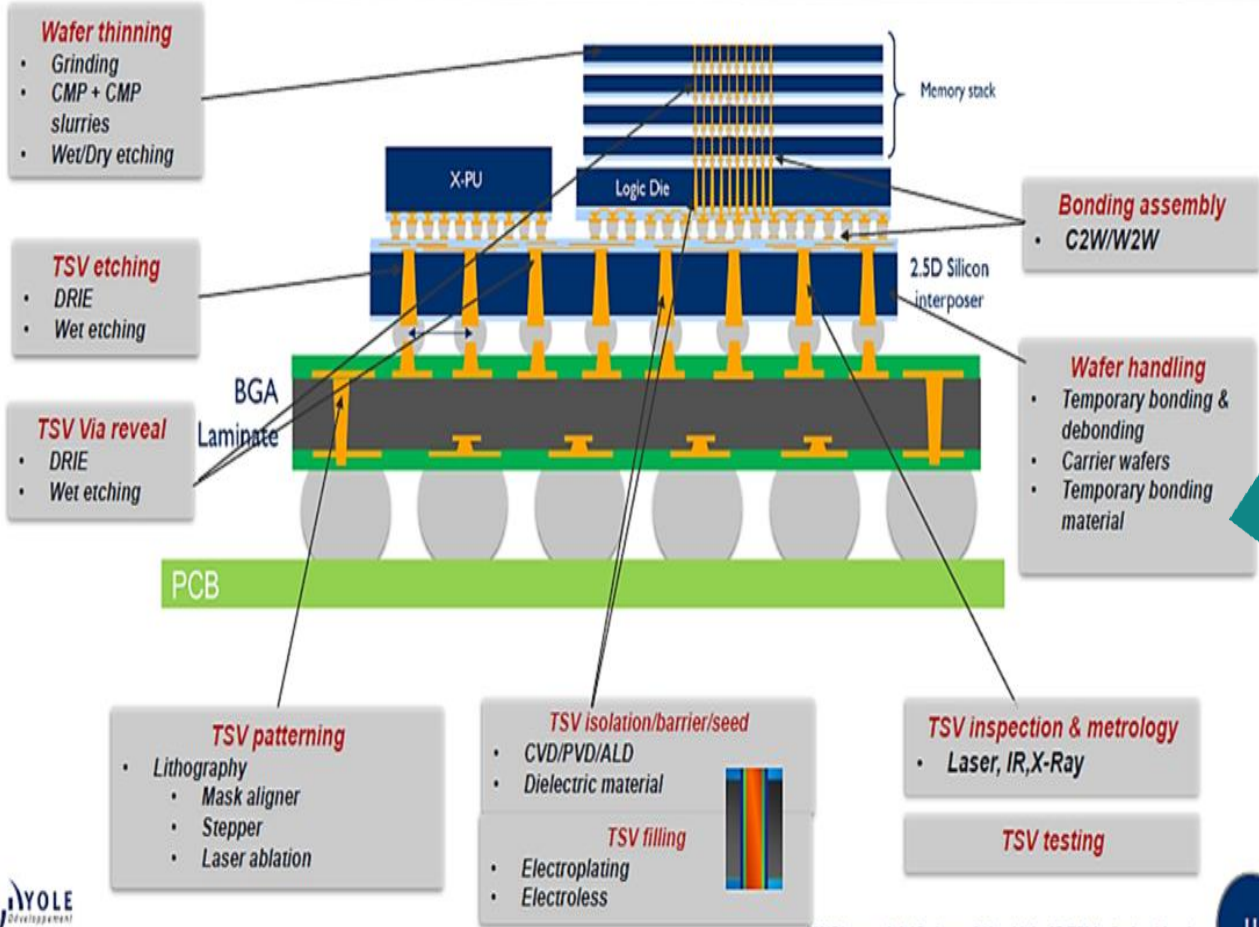 Wafer thinning
• Grinding
• CMP + CMP
slurries
• Wet/Dry etching
Memory stack
X-PU
Logic Die
Bonding assembly
• C2W/W2W
TSV etching
• DRIE
• Wet etching
2.5D Silicon
interposer
Wafer handling
• Temporary bonding &
debonding
• Carrier wafers
• Temporary bonding
material
BGA
Laminate
TSV Via reveal
• DRIE
• Wet etching
PCB
TSV patterning
• Lithography
• Mask aligner
• Stepper
• Laser ablation
TSV isolation/barrier/seed
• CVD/PVD/ALD
• Dielectric material
TSV filling
• Electroplating
• Electroless
TSV inspection & metrology
• Laser, IR,X-Ray
TSV testing
YOLE
Développement